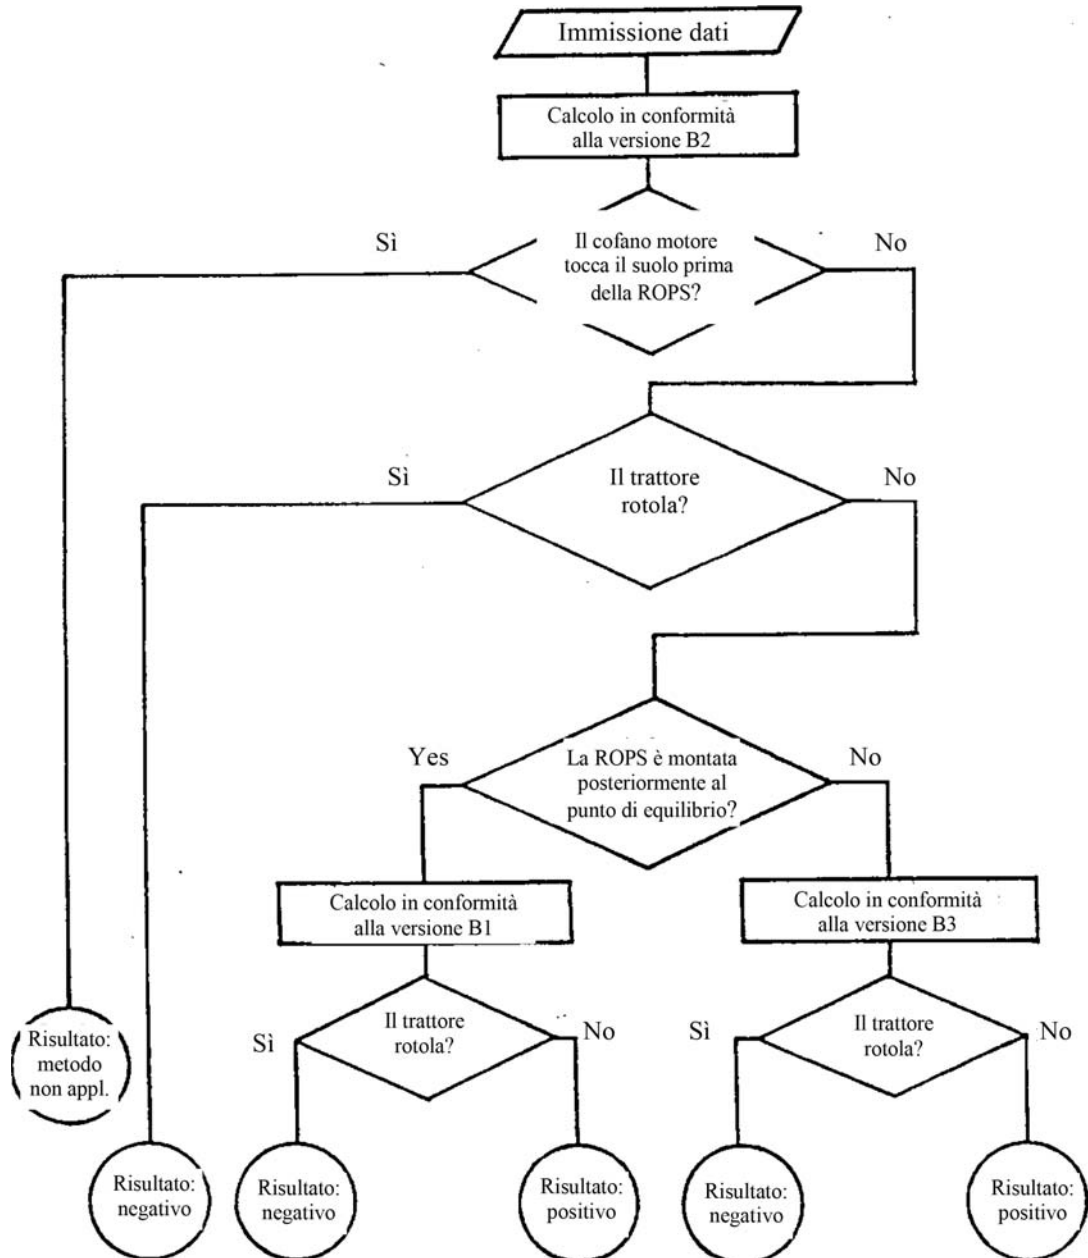 Immissione dati
Calcolo in conformità
alla versione B2
Sì
Il cofano motore
tocca il suolo prima
della ROPS?
No
Sì
Il trattore
rotola?
No
Yes
La ROPS è montata
posteriormente al
punto di equilibrio?
No
Calcolo in conformità
alla versione B1
Calcolo in conformità
alla versione B3
Sì
Il trattore
rotola?
No
Sì
Il trattore
rotola?
No
Risultato:
metodo
non appl.
Risultato:
negativo
Risultato:
negativo
Risultato:
positivo
Risultato:
negativo
Risultato:
positivo